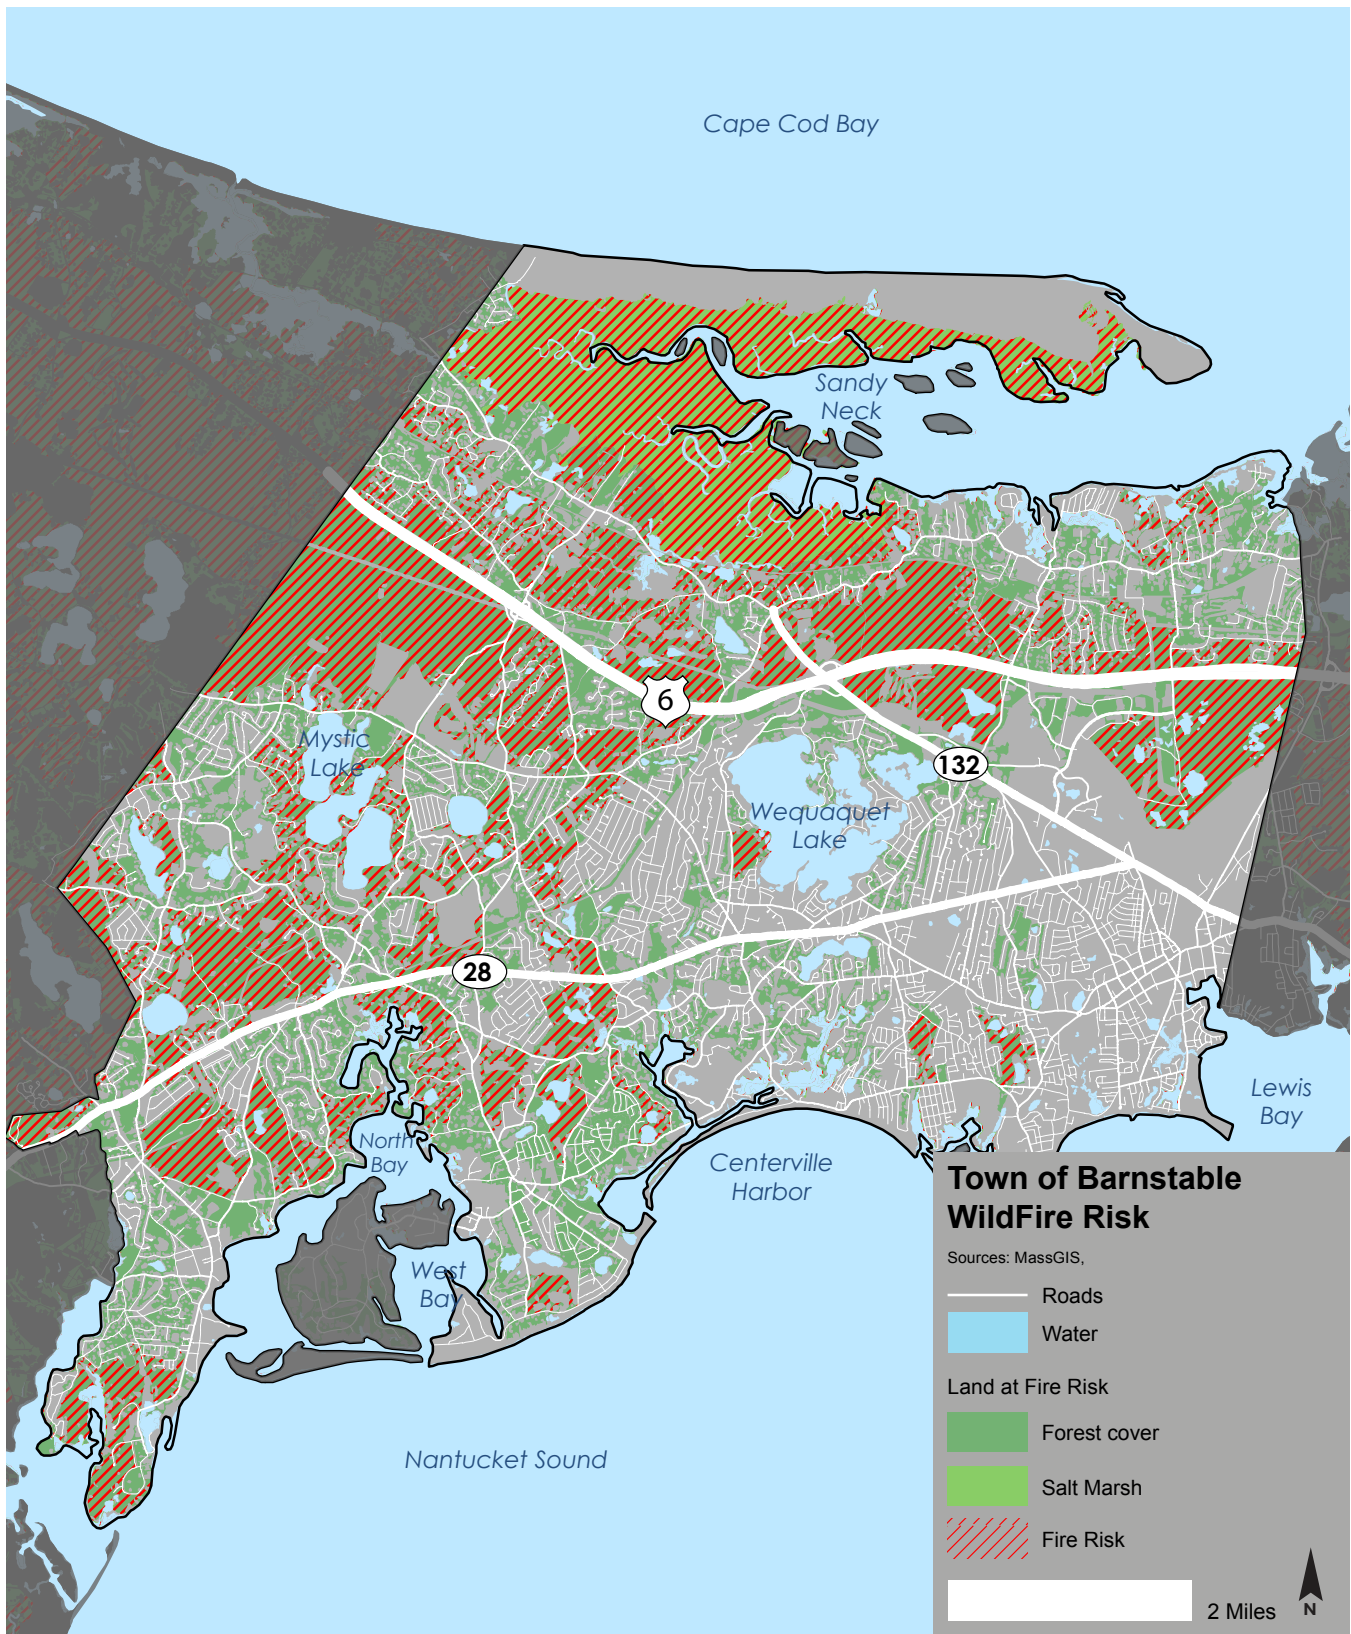 Cape Cod Bay
Sandy
Neck
6
Mystic
Lake
132
Wequaquet
Lake
28
Lewis
Bay
North
Bay
Centerville
Harbor
West
Bay
Nantucket Sound
Town of Barnstable
WildFire Risk
Sources: MassGIS,
Roads
Water
Land at Fire Risk
Forest cover
Salt Marsh
Fire Risk
2 Miles
N